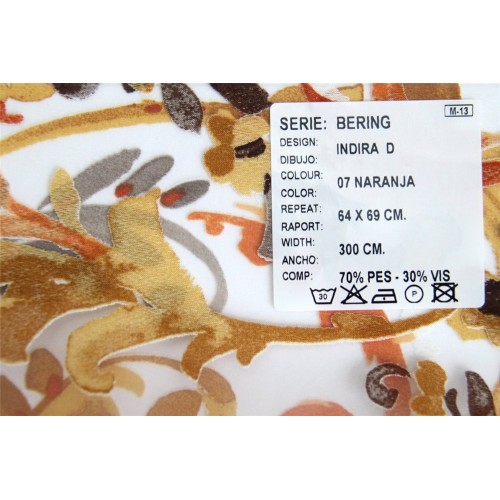 M-13
SERIE: BERING
DESIGN: INDIRA D
DIBUJO:
COLOUR: 07 NARANJA
COLOR:
REPEAT: 64 X 69 CM.
RAPORT:
WIDTH: 300 CM.
ANCHO:
COMP: 70% PES - 30% VIS
30 P